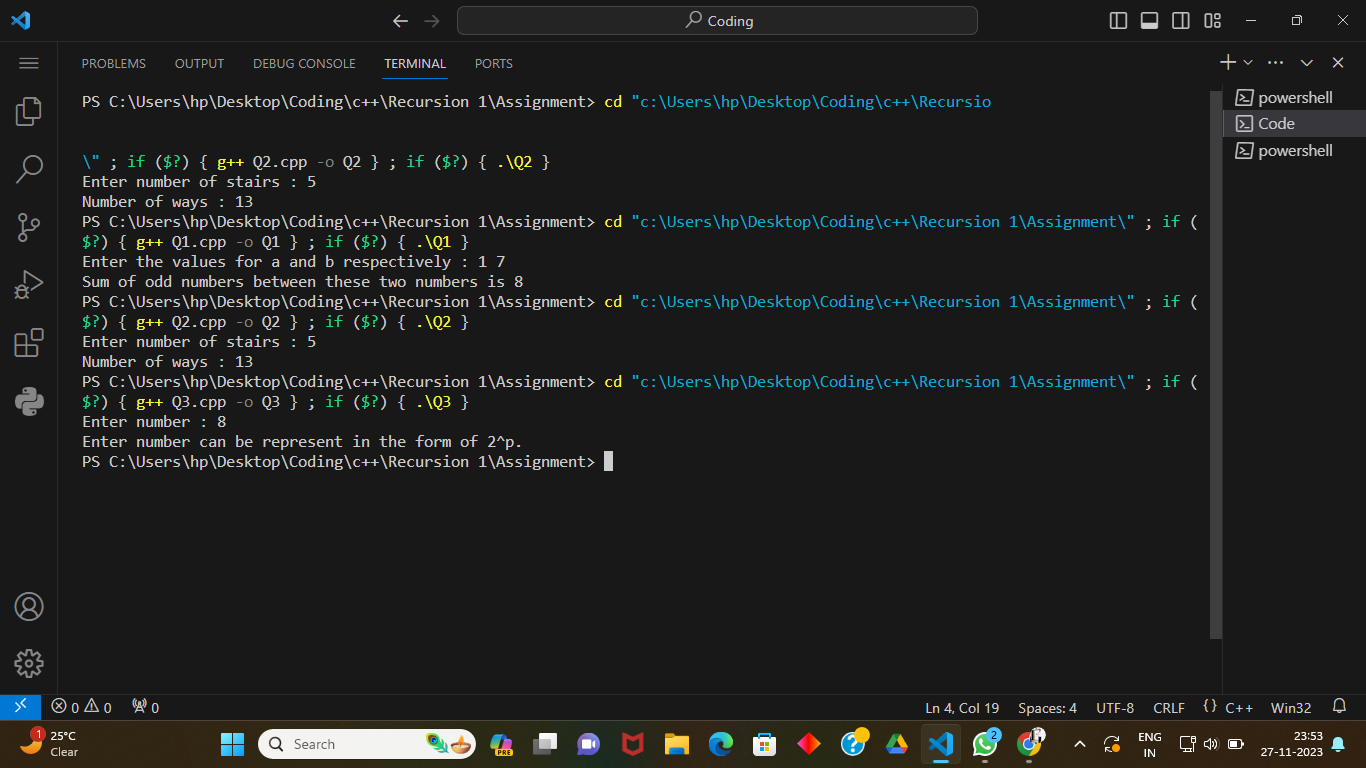 Coding
PROBLEMS OUTPUT DEBUG CONSOLE TERMINAL PORTS
PS C:\Users\hp\Desktop\Coding\c++\Recursion 1\Assignment> cd "c:\Users\hp\Desktop\Coding\c++\Recursio
\" ; if ($?) { g++ Q2.cpp -o Q2 } ; if ($?) { .\Q2 }
Enter number of stairs : 5
Number of ways : 13
PS C:\Users\hp\Desktop\Coding\c++\Recursion 1\Assignment> cd "c:\Users\hp\Desktop\Coding\c++\Recursion 1\Assignment\" ; if (
$?) { g++ Q1.cpp -o Q1 } ; if ($?) { .\Q1 }
Enter the values for a and b respectively : 1 7
Sum of odd numbers between these two numbers is 8
PS C:\Users\hp\Desktop\Coding\c++\Recursion 1\Assignment> cd "c:\Users\hp\Desktop\Coding\c++\Recursion 1\Assignment\" ; if (
$?) { g++ Q2.cpp -o Q2 } ; if ($?) { .\Q2 }
Enter number of stairs : 5
Number of ways : 13
PS C:\Users\hp\Desktop\Coding\c++\Recursion 1\Assignment> cd "c:\Users\hp\Desktop\Coding\c++\Recursion 1\Assignment\" ; if (
$?) { g++ Q3.cpp -o Q3 } ; if ($?) { .\Q3 }
Enter number : 8
Enter number can be represent in the form of 2^p.
PS C:\Users\hp\Desktop\Coding\c++\Recursion 1\Assignment>
powershell
Code
powershell
0 0 0
Ln 4, Col 19 Spaces: 4 UTF-8 CRLF {} C++ Win32
1
25°C
Clear
Search
PRE
2
ENG
IN
23:53
27-11-2023